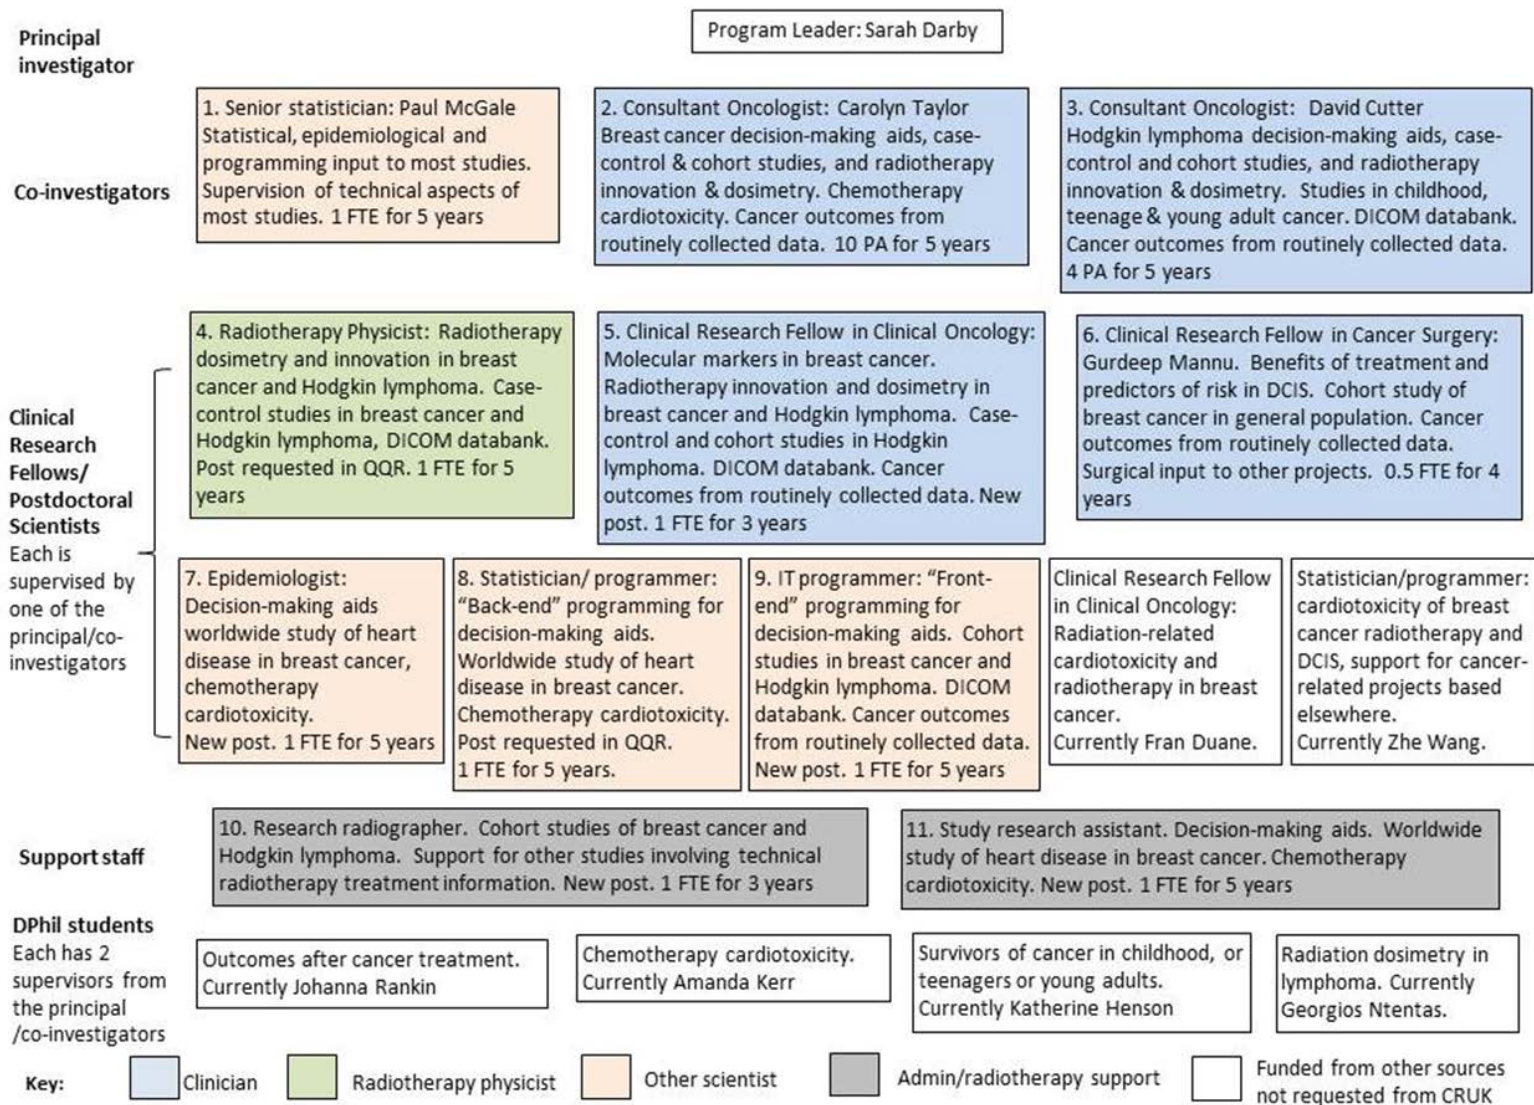 Principal
investigator
Program Leader: Sarah Darby
Co-investigators
1. Senior statistician: Paul McGale
Statistical, epidemiological and
programming input to most studies.
Supervision of technical aspects of
most studies. 1 FTE for 5 years
2. Consultant Oncologist: Carolyn Taylor
Breast cancer decision-making aids, case-
control & cohort studies, and radiotherapy
innovation & dosimetry. Chemotherapy
cardiotoxicity. Cancer outcomes from
routinely collected data. 10 PA for 5 years
3. Consultant Oncologist: David Cutter
Hodgkin lymphoma decision-making aids, case-
control and cohort studies, and radiotherapy
innovation & dosimetry. Studies in childhood,
teenage & young adult cancer. DICOM databank.
Cancer outcomes from routinely collected data.
4 PA for 5 years
Clinical
Research
Fellows/
Postdoctoral
Scientists
Each is
supervised by
one of the
principal/co-
investigators
4. Radiotherapy Physicist: Radiotherapy
dosimetry and innovation in breast
cancer and Hodgkin lymphoma. Case-
control studies in breast cancer and
Hodgkin lymphoma, DICOM databank.
Post requested in QQR. 1 FTE for 5
years
5. Clinical Research Fellow in Clinical Oncology:
Molecular markers in breast cancer.
Radiotherapy innovation and dosimetry in
breast cancer and Hodgkin lymphoma. Case-
control and cohort studies in Hodgkin
lymphoma. DICOM databank. Cancer
outcomes from routinely collected data. New
post. 1 FTE for 3 years
6. Clinical Research Fellow in Cancer Surgery:
Gurdeep Mannu. Benefits of treatment and
predictors of risk in DCIS. Cohort study of
breast cancer in general population. Cancer
outcomes from routinely collected data.
Surgical input to other projects. 0.5 FTE for 4
years
7. Epidemiologist:
Decision-making aids
worldwide study of heart
disease in breast cancer,
chemotherapy
cardiotoxicity.
New post. 1 FTE for 5 years
8. Statistician/ programmer:
"Back-end" programming for
decision-making aids.
Worldwide study of heart
disease in breast cancer.
Chemotherapy cardiotoxicity.
Post requested in QQR.
1 FTE for 5 years.
9. IT programmer: "Front-
end" programming for
decision-making aids. Cohort
studies in breast cancer and
Hodgkin lymphoma. DICOM
databank. Cancer outcomes
from routinely collected data.
New post. 1 FTE for 5 years
Clinical Research Fellow
in Clinical Oncology:
Radiation-related
cardiotoxicity and
radiotherapy in breast
cancer.
Currently Fran Duane.
Statistician/programmer:
cardiotoxicity of breast
cancer radiotherapy and
DCIS, support for cancer-
related projects based
elsewhere.
Currently Zhe Wang.
Support staff
10. Research radiographer. Cohort studies of breast cancer and
Hodgkin lymphoma. Support for other studies involving technical
radiotherapy treatment information. New post. 1 FTE for 3 years
11. Study research assistant. Decision-making aids. Worldwide
study of heart disease in breast cancer. Chemotherapy
cardiotoxicity. New post. 1 FTE for 5 years
DPhil students
Each has 2
supervisors from
the principal
/co-investigators
Outcomes after cancer treatment.
Currently Johanna Rankin
Chemotherapy cardiotoxicity.
Currently Amanda Kerr
Survivors of cancer in childhood, or
teenagers or young adults.
Currently Katherine Henson
Radiation dosimetry in
lymphoma. Currently
Georgios Ntentas.
Key:
Clinician
Radiotherapy physicist
Other scientist
Admin/radiotherapy support
Funded from other sources
not requested from CRUK